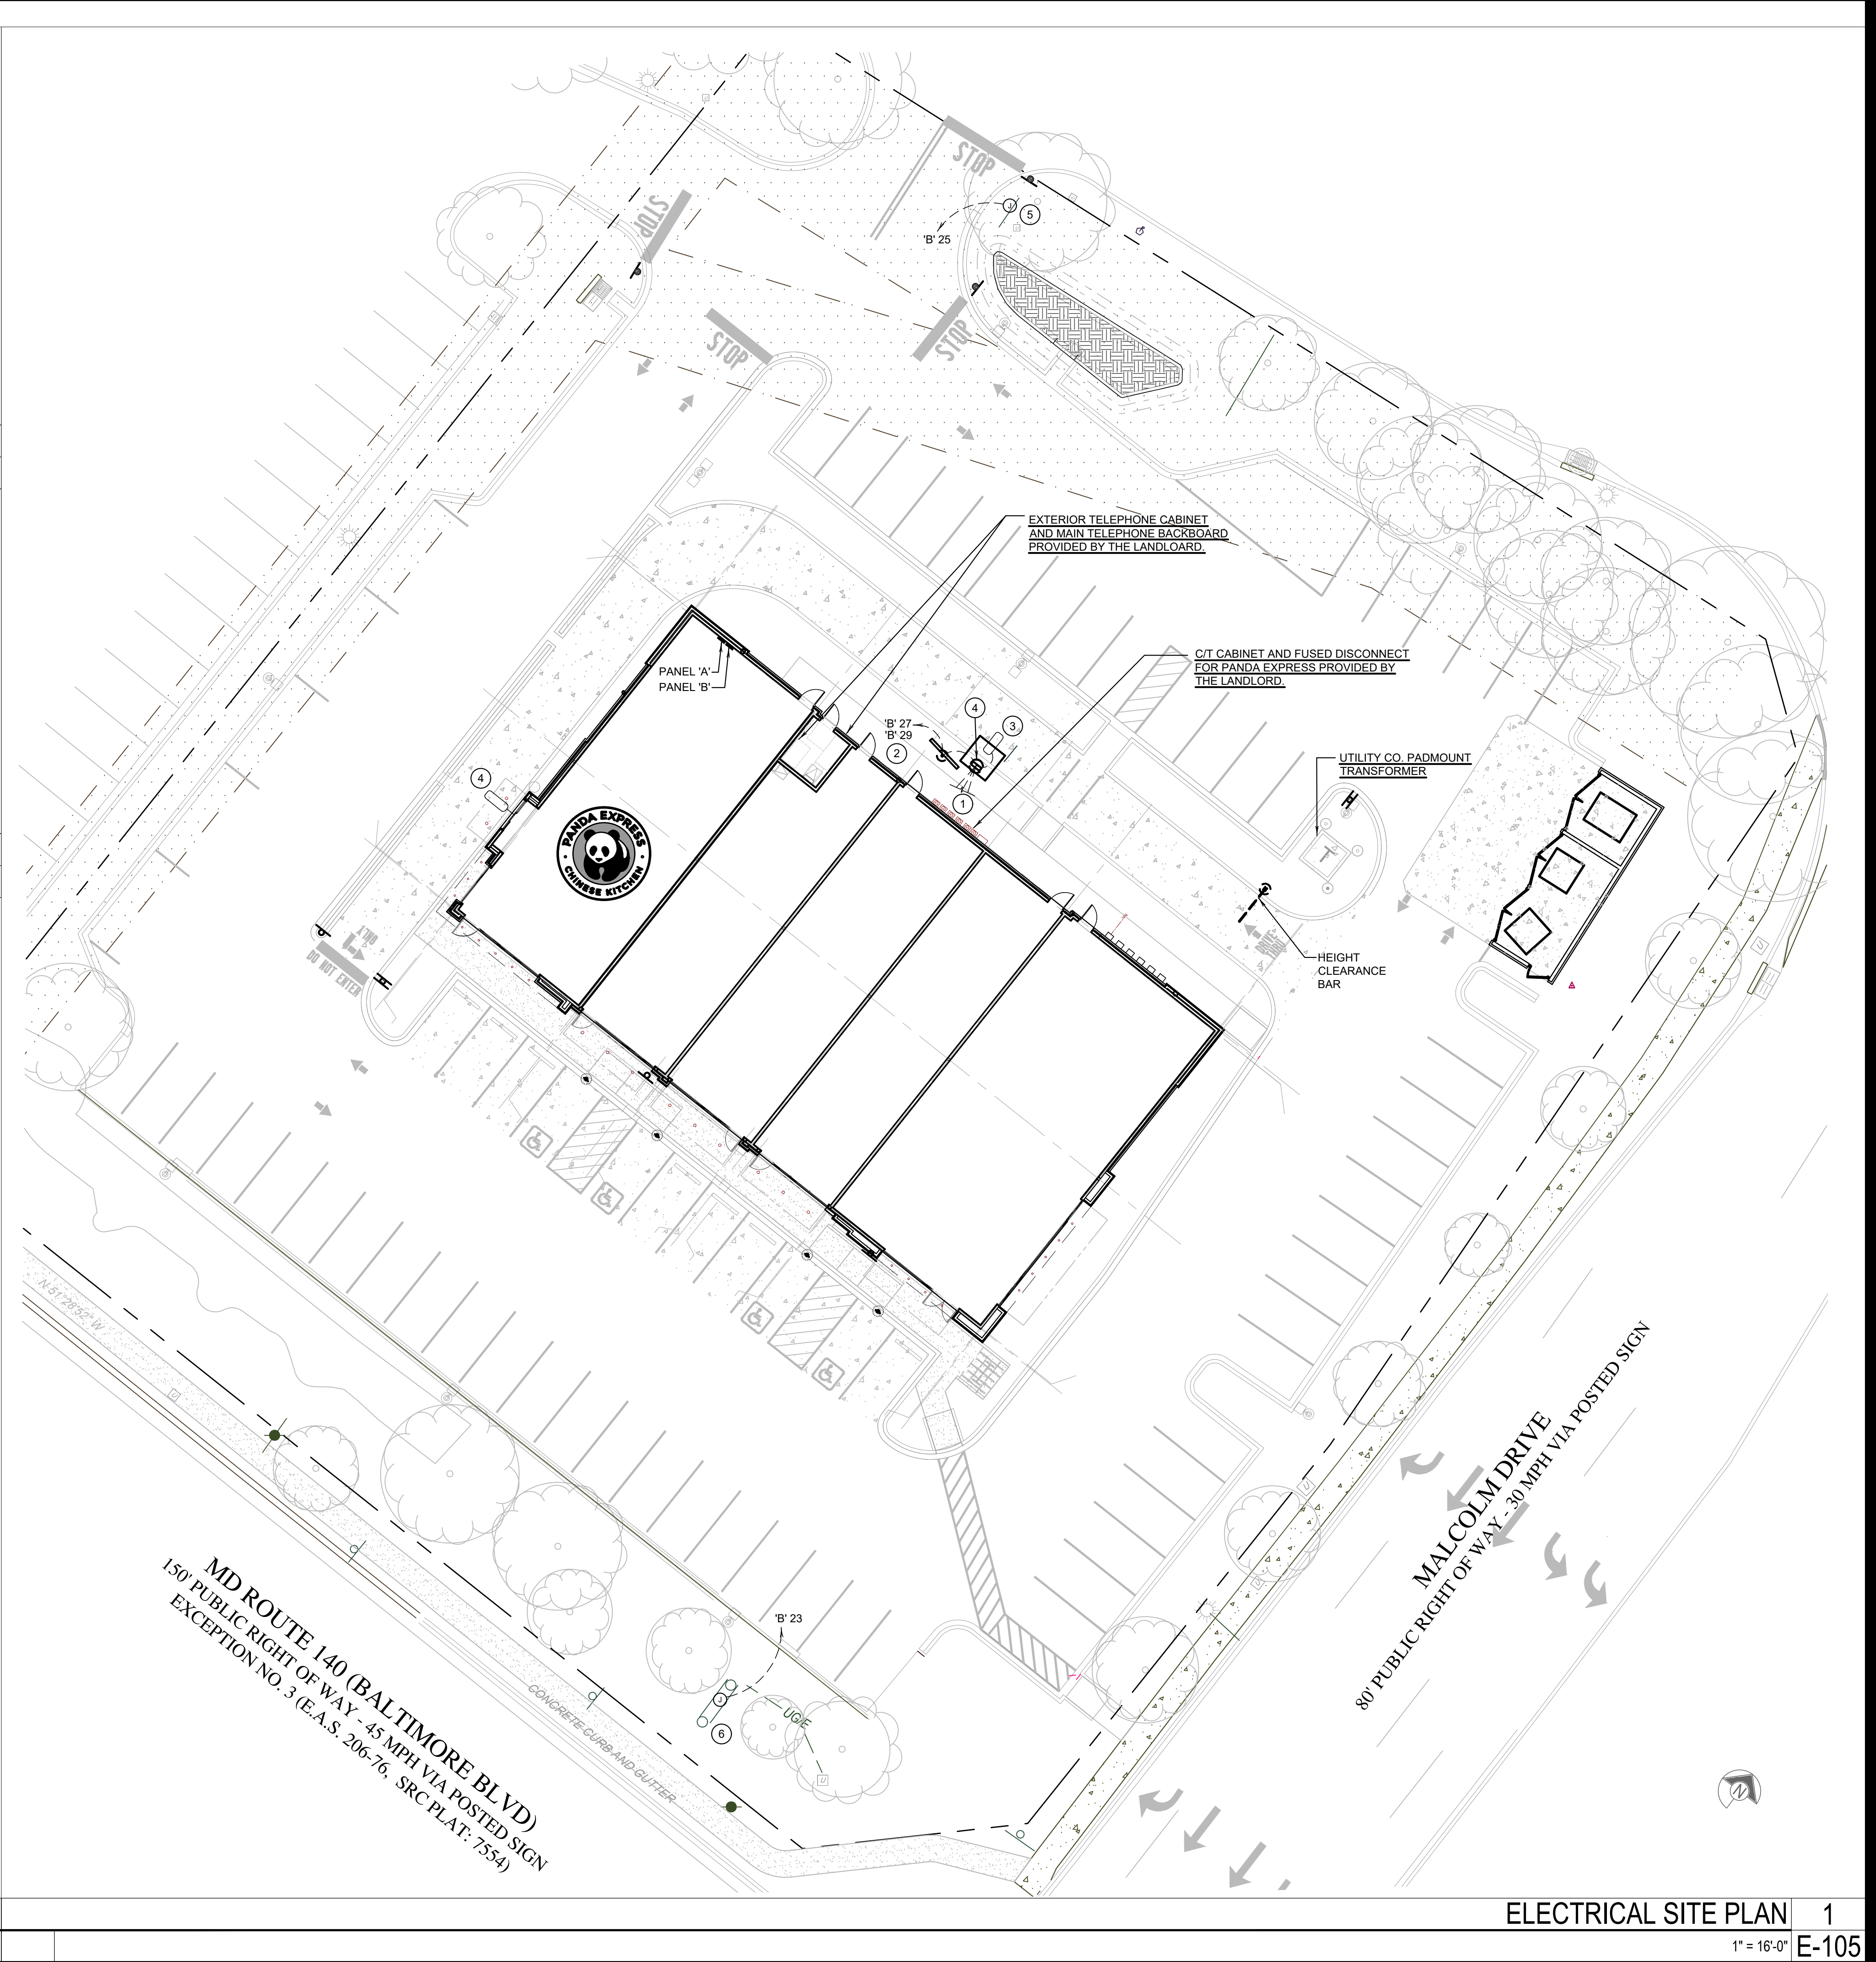 STOP
STOP
5
'B' 25
STOP
STOP
EXTERIOR TELEPHONE CABINET
AND MAIN TELEPHONE BACKBOARD
PROVIDED BY THE LANDLOARD.
C/T CABINET AND FUSED DISCONNECT
FOR PANDA EXPRESS PROVIDED BY
THE LANDLORD.
PANEL 'A'
PANEL 'B'
'B' 27
'B' 29
2
4
3
1
4
UTILITY CO. PADMOUNT
TRANSFORMER
T
PANDA EXPRESS
CHINESE KITCHEN
HEIGHT
CLEARANCE
BAR
ONLY
DO NOT ENTER
N 51°28'52" W
'B' 23
J
6
UG/E
U
CONCRETE CURB AND GUTTER
MD ROUTE 140 (BALTIMORE BLVD)
150' PUBLIC RIGHT OF WAY - 45 MPH VIA POSTED SIGN
EXCEPTION NO. 3 (E.A.S. 206-76, SRC PLAT: 7554)
MALCOLM DRIVE
80' PUBLIC RIGHT OF WAY - 30 MPH VIA POSTED SIGN
N
ELECTRICAL SITE PLAN
1
1" = 16'-0"
E-105